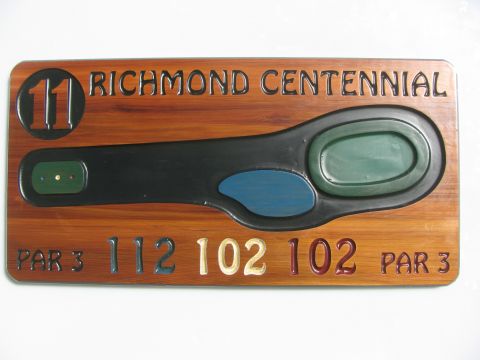 11 RICHMOND CENTENNIAL
PAR 3 112 102 102 PAR 3